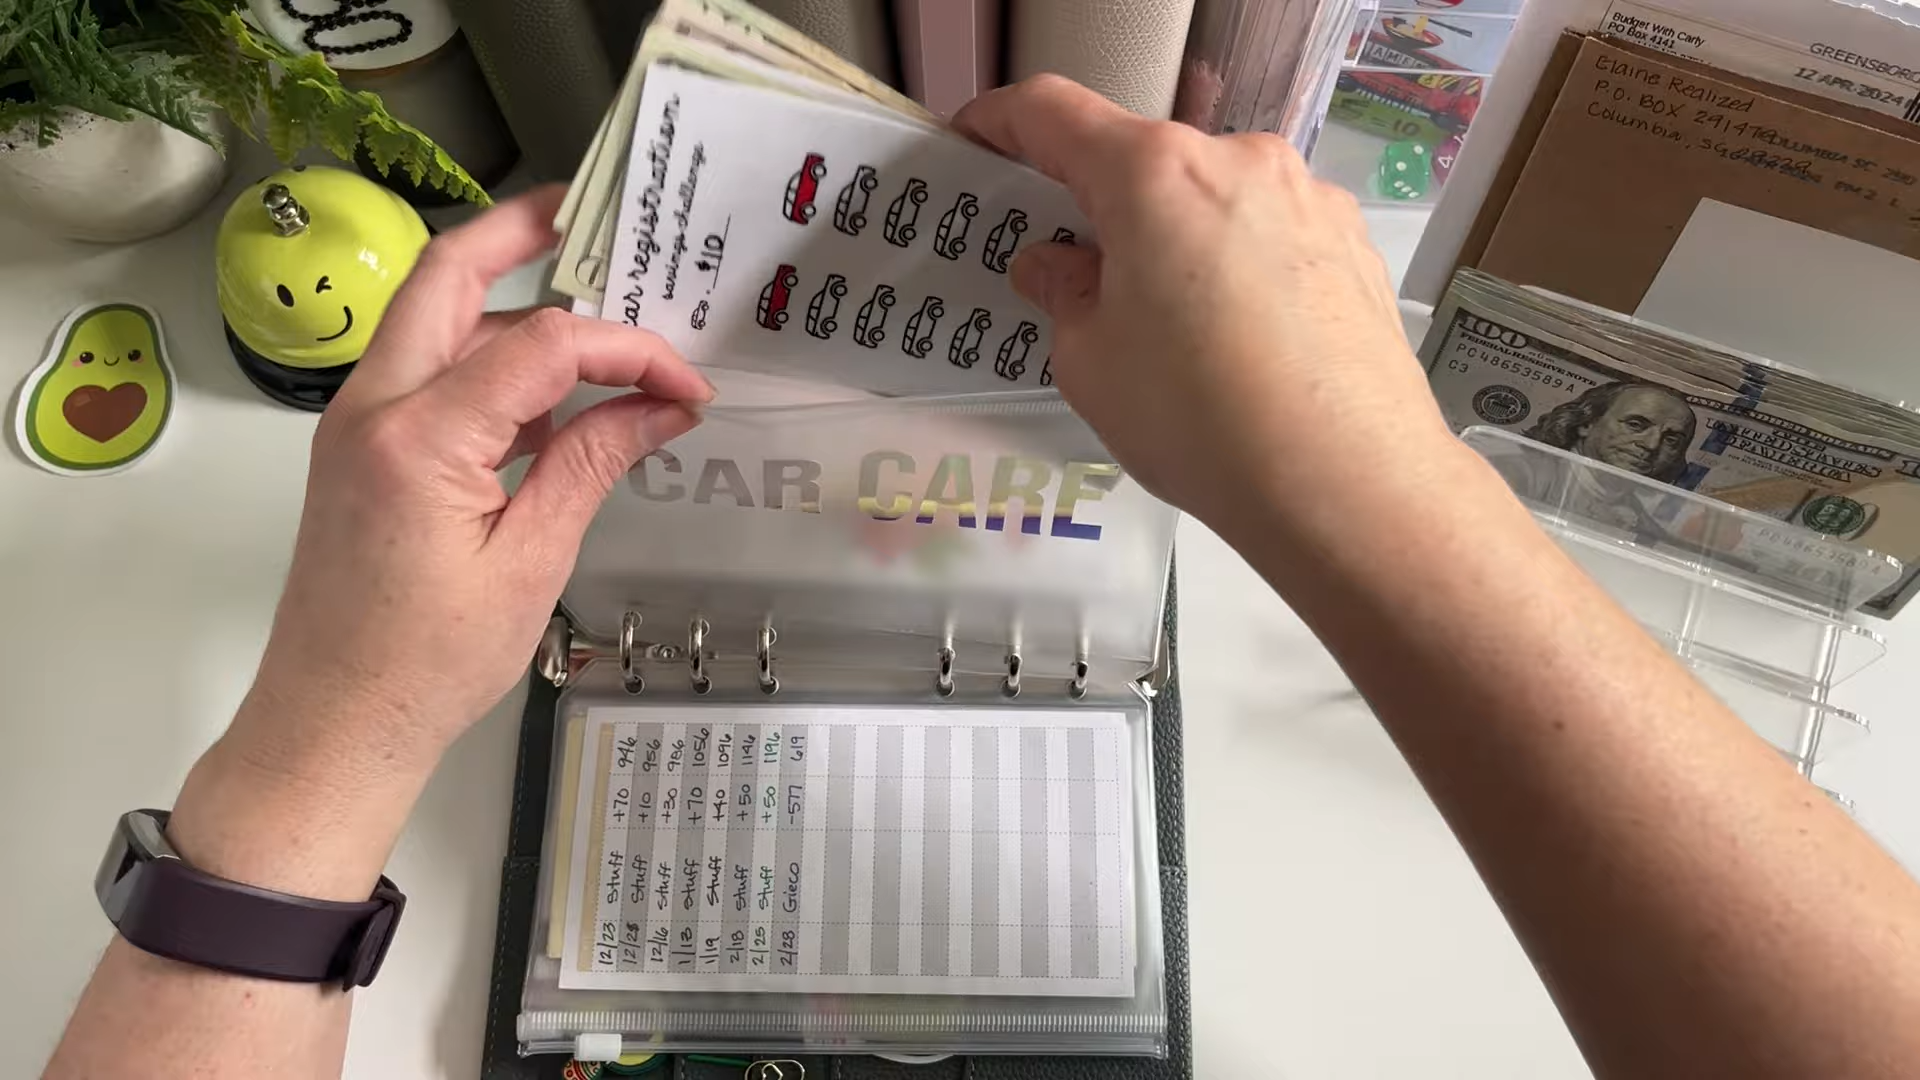 Budget With Carly
PO Box 4141
GREENSBORO
12 APR 2024
Elaine Realized
P.O. BOX
Columbia, SC
car registration
savings challenge
$10
CAR CARE
100
FEDERAL RESERVE NOTE
PC 48653589 A
C3
UNITED STATES
OF AMERICA
12/23 Stuff +70 946
12/28 Stuff +10 956
12/16 Stuff +30 986
1/13 Stuff +70 1056
1/19 Stuff +40 1096
2/18 Stuff +50 1146
2/25 Stuff +50 1196
2/28 Gieco -577 619